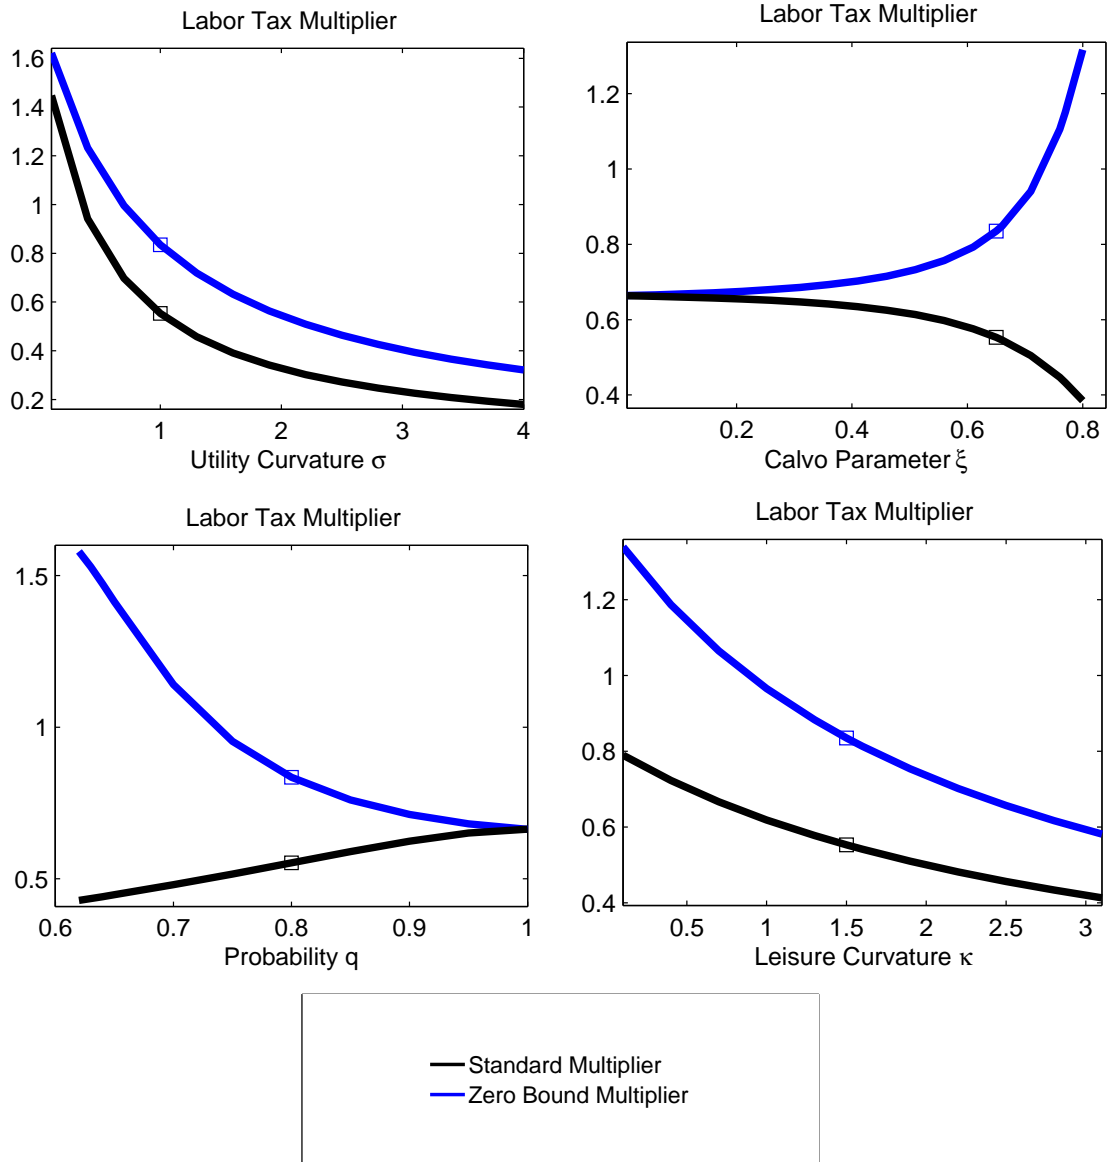 Labor Tax Multiplier
1.6
1.4
1.2
1
0.8
0.6
0.4
0.2
1 2 3 4
Utility Curvature σ
Labor Tax Multiplier
1.2
1
0.8
0.6
0.4
0.2 0.4 0.6 0.8
Calvo Parameter ξ
Labor Tax Multiplier
1.5
1
0.5
0.6 0.7 0.8 0.9 1
Probability q
Labor Tax Multiplier
1.2
1
0.8
0.6
0.4
0.5 1 1.5 2 2.5 3
Leisure Curvature κ
Standard Multiplier
Zero Bound Multiplier